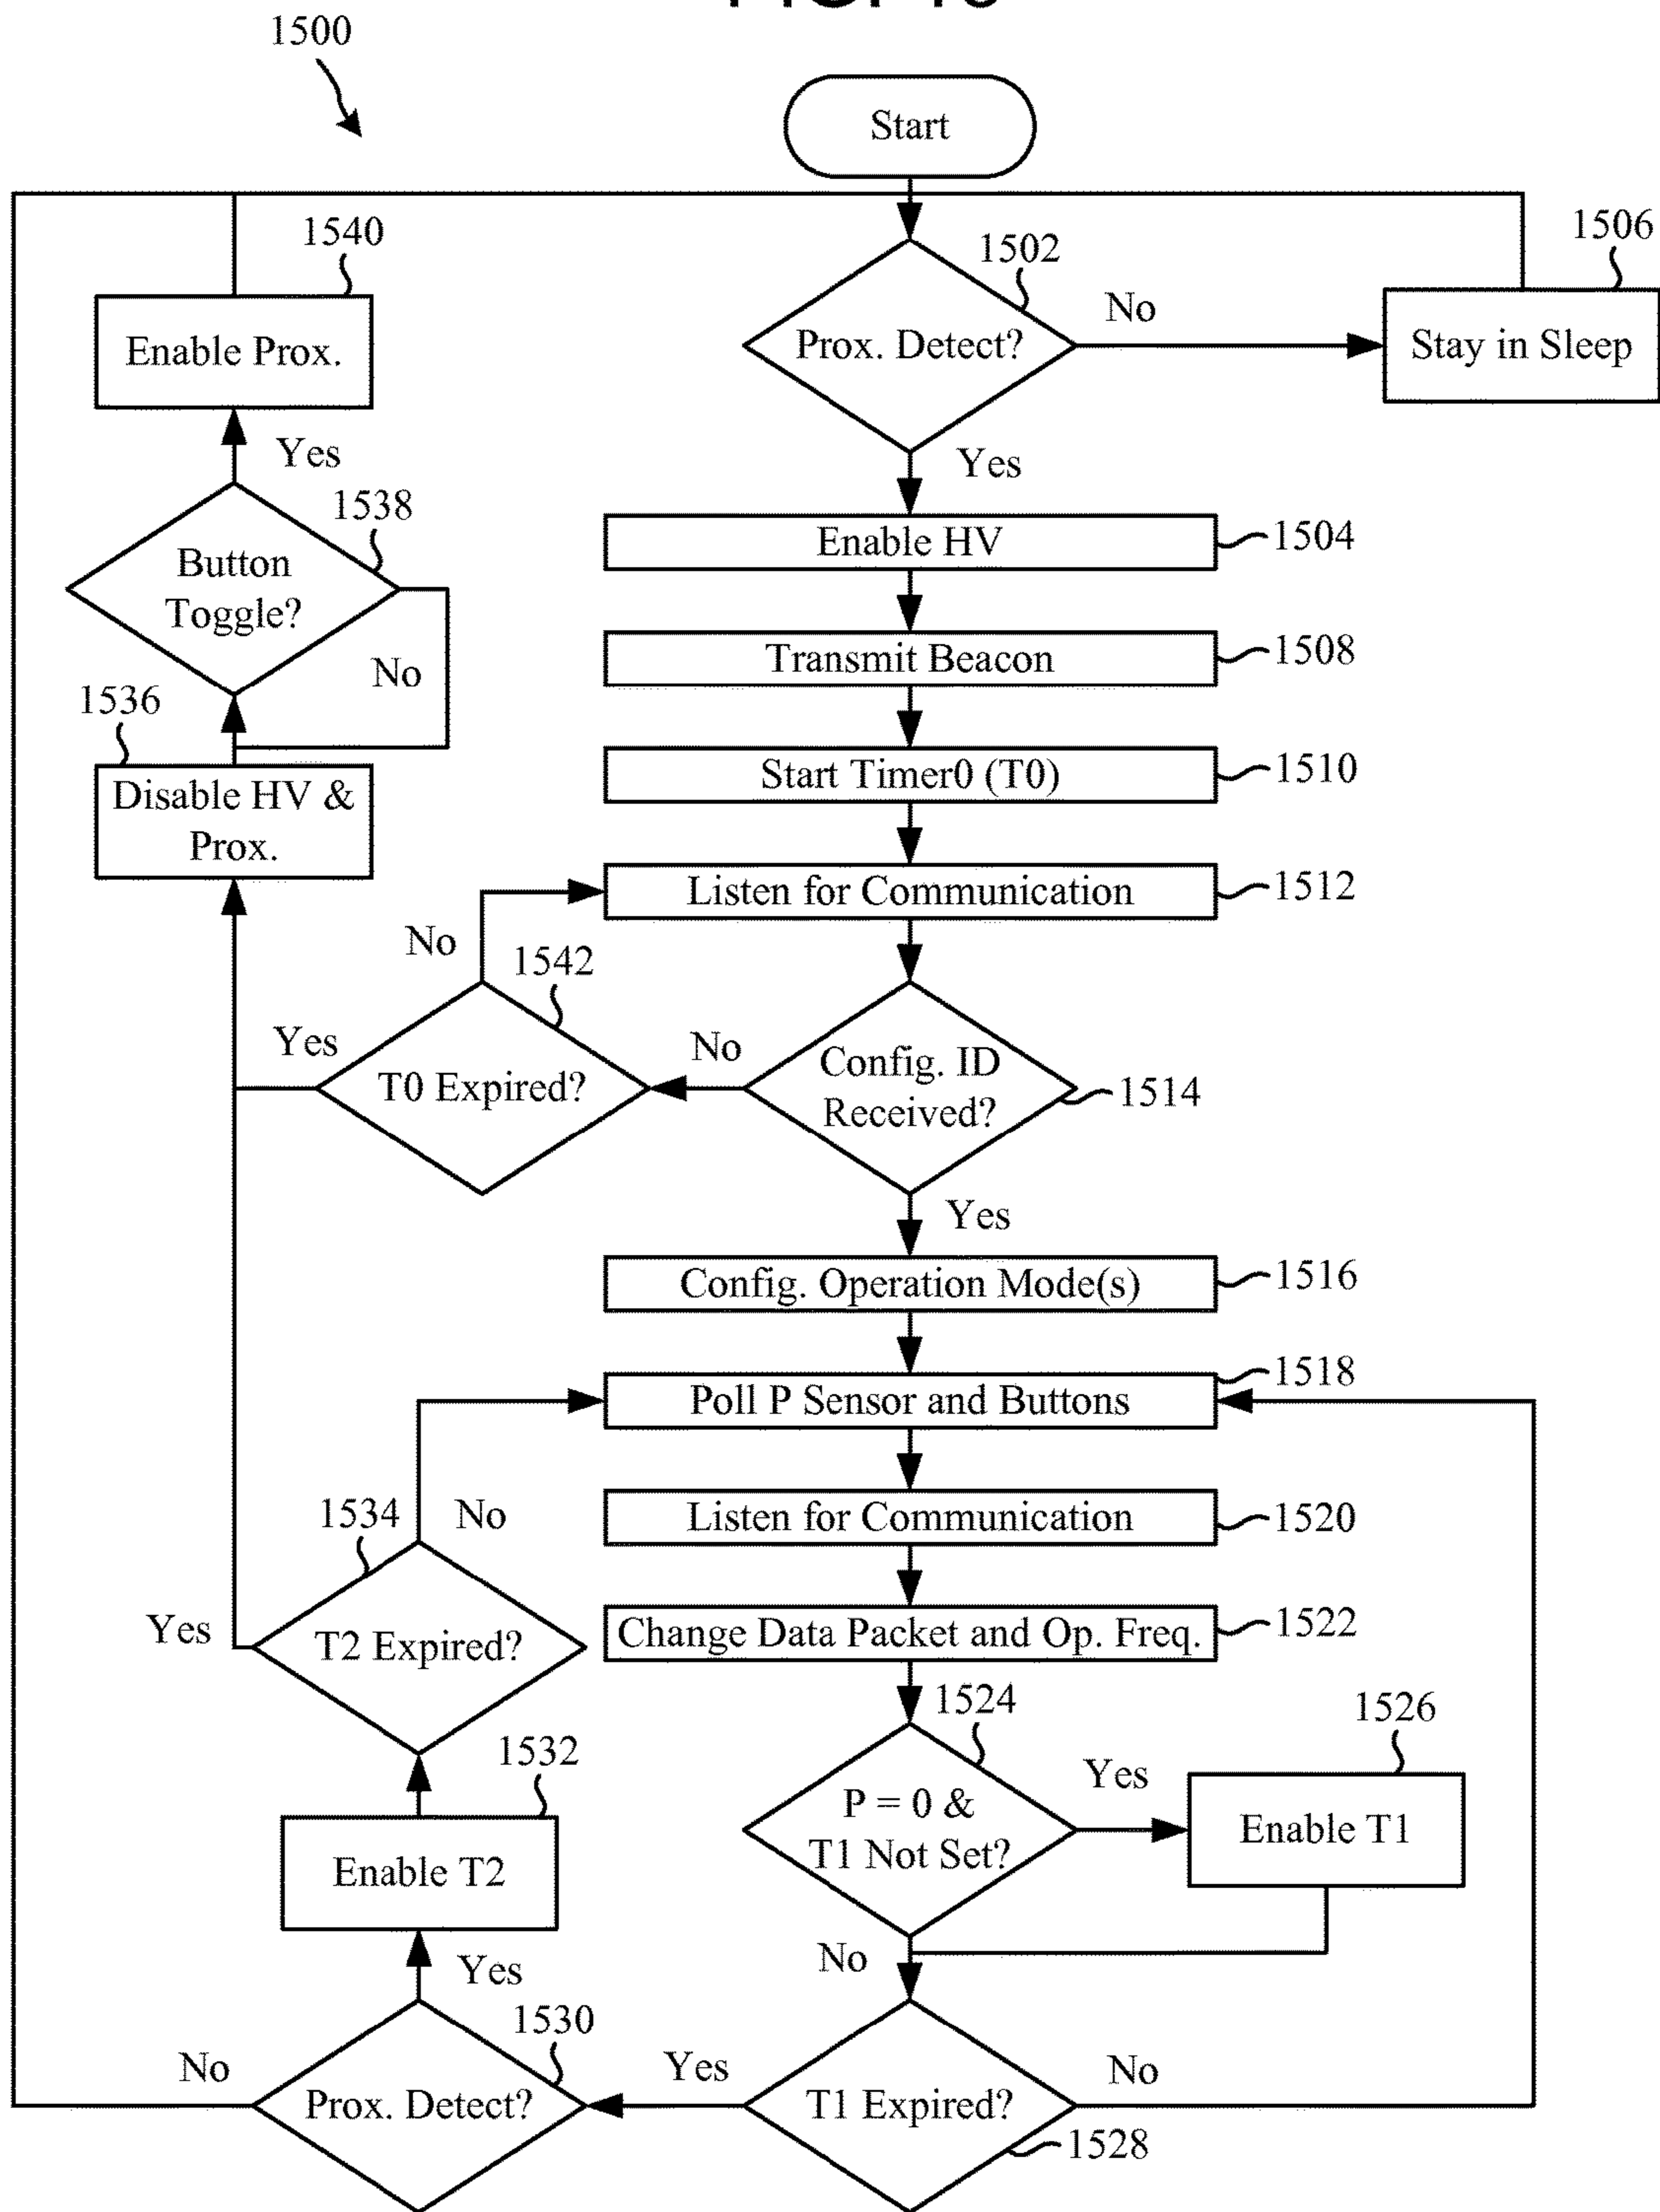 1500
Start
1540
1502
1506
No
Enable Prox.
Prox. Detect?
Stay in Sleep
Yes
Yes
1538
Button
Toggle?
Enable HV
1504
No
Transmit Beacon
1508
1536
Start Timer0 (T0)
1510
Disable HV &
Prox.
Listen for Communication
1512
No
1542
Yes
T0 Expired?
No
Config. ID
Received?
1514
Yes
Config. Operation Mode(s)
1516
Poll P Sensor and Buttons
1518
1534
No
Listen for Communication
1520
Yes
T2 Expired?
Change Data Packet and Op. Freq.
1522
1524
1526
1532
Yes
P = 0 &
T1 Not Set?
Enable T1
Enable T2
No
Yes
1530
No
Prox. Detect?
Yes
T1 Expired?
No
1528